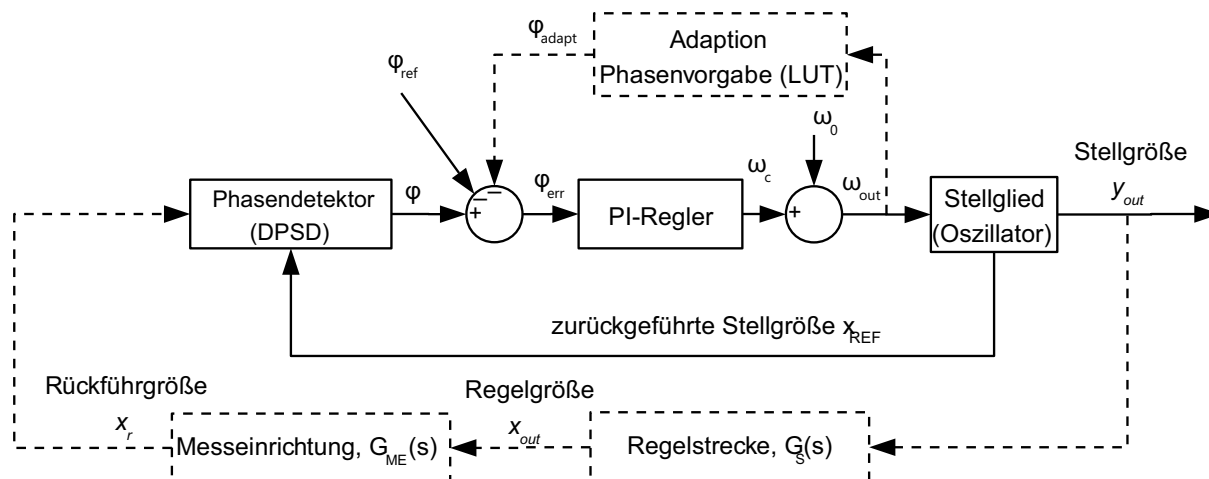 φadapt
Adaption
Phasenvorgabe (LUT)
φref
ω0
Stellgröße
yout
Phasendetektor
(DPSD)
φ
–
–
+
φerr
PI-Regler
ωc
+
ωout
Stellglied
(Oszillator)
zurückgeführte Stellgröße xREF
Rückführgröße
xr
Messeinrichtung, GME(s)
Regelgröße
xout
Regelstrecke, GS(s)